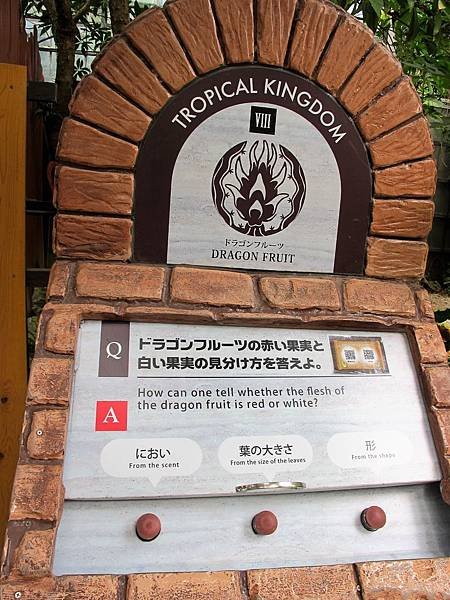 TROPICAL KINGDOM
VIII
ドラゴンフルーツ
DRAGON FRUIT
Q
ドラゴンフルーツの赤い果実と
白い果実の見分け方を答えよ。
How can one tell whether the flesh of
the dragon fruit is red or white?
A
におい
From the scent
葉の大きさ
From the size of the leaves
形
From the shape